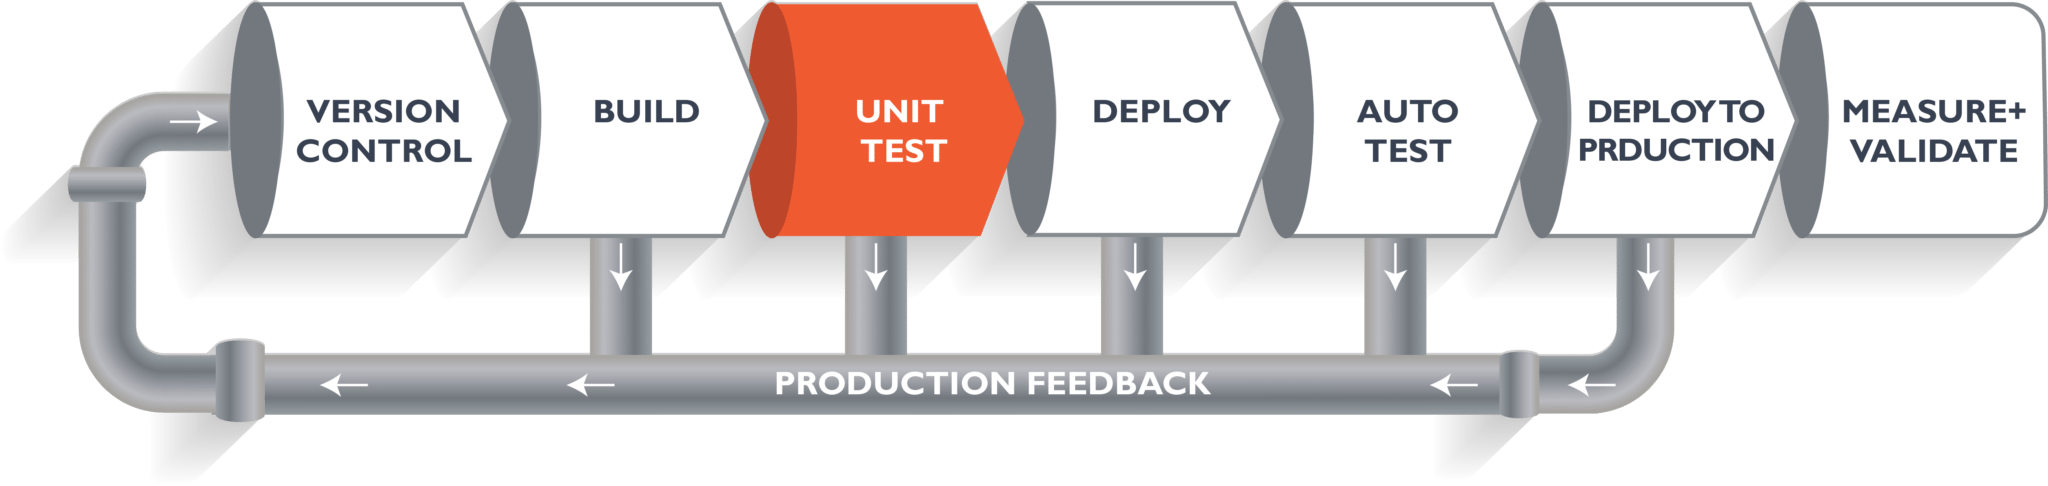 VERSION
CONTROL
BUILD
UNIT
TEST
DEPLOY
AUTO
TEST
DEPLOY TO
PRDUCTION
MEASURE+
VALIDATE
PRODUCTION FEEDBACK